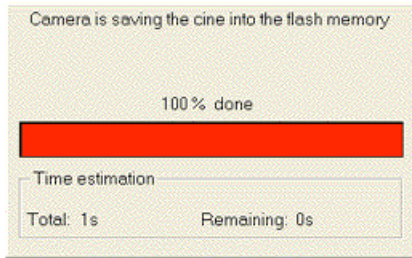 Camera is saving the cine into the flash memory
100% done
Time estimation
Total: 1s Remaining: 0s